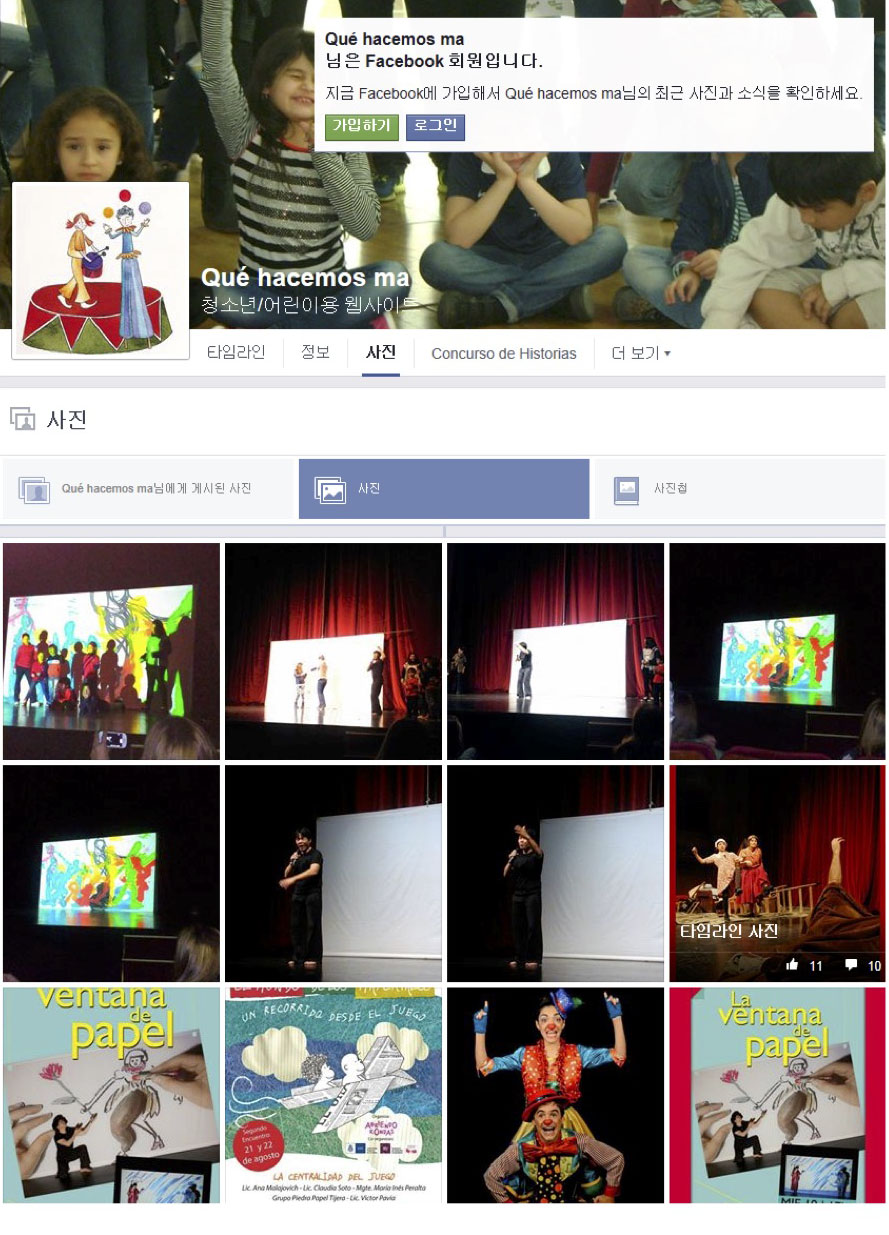 Qué hacemos ma
님은 Facebook 회원입니다.
지금 Facebook에 가입해서 Qué hacemos ma님의 최근 사진과 소식을 확인하세요.
가입하기 로그인
Qué hacemos ma
청소년/어린이용 웹사이트
타임라인 정보 사진 Concurso de Historias 더 보기
사진
Qué hacemos ma님에게 게시된 사진 사진 사진첩
타임라인 사진
11 10
ventana
de
papel
UN RECORRIDO DESDE EL JUEGO
Organiza:
APRENDO
en ONDAS
Segundo
Encuentro
21 y 22
de agosto
LA CENTRALIDAD DEL JUEGO
Lic. Ana Malajovich - Lic. Claudia Soto - Mgte. María Inés Peralta
Grupo Piedra Papel Tijera - Lic. Victor Pavia
La
ventana
de
papel